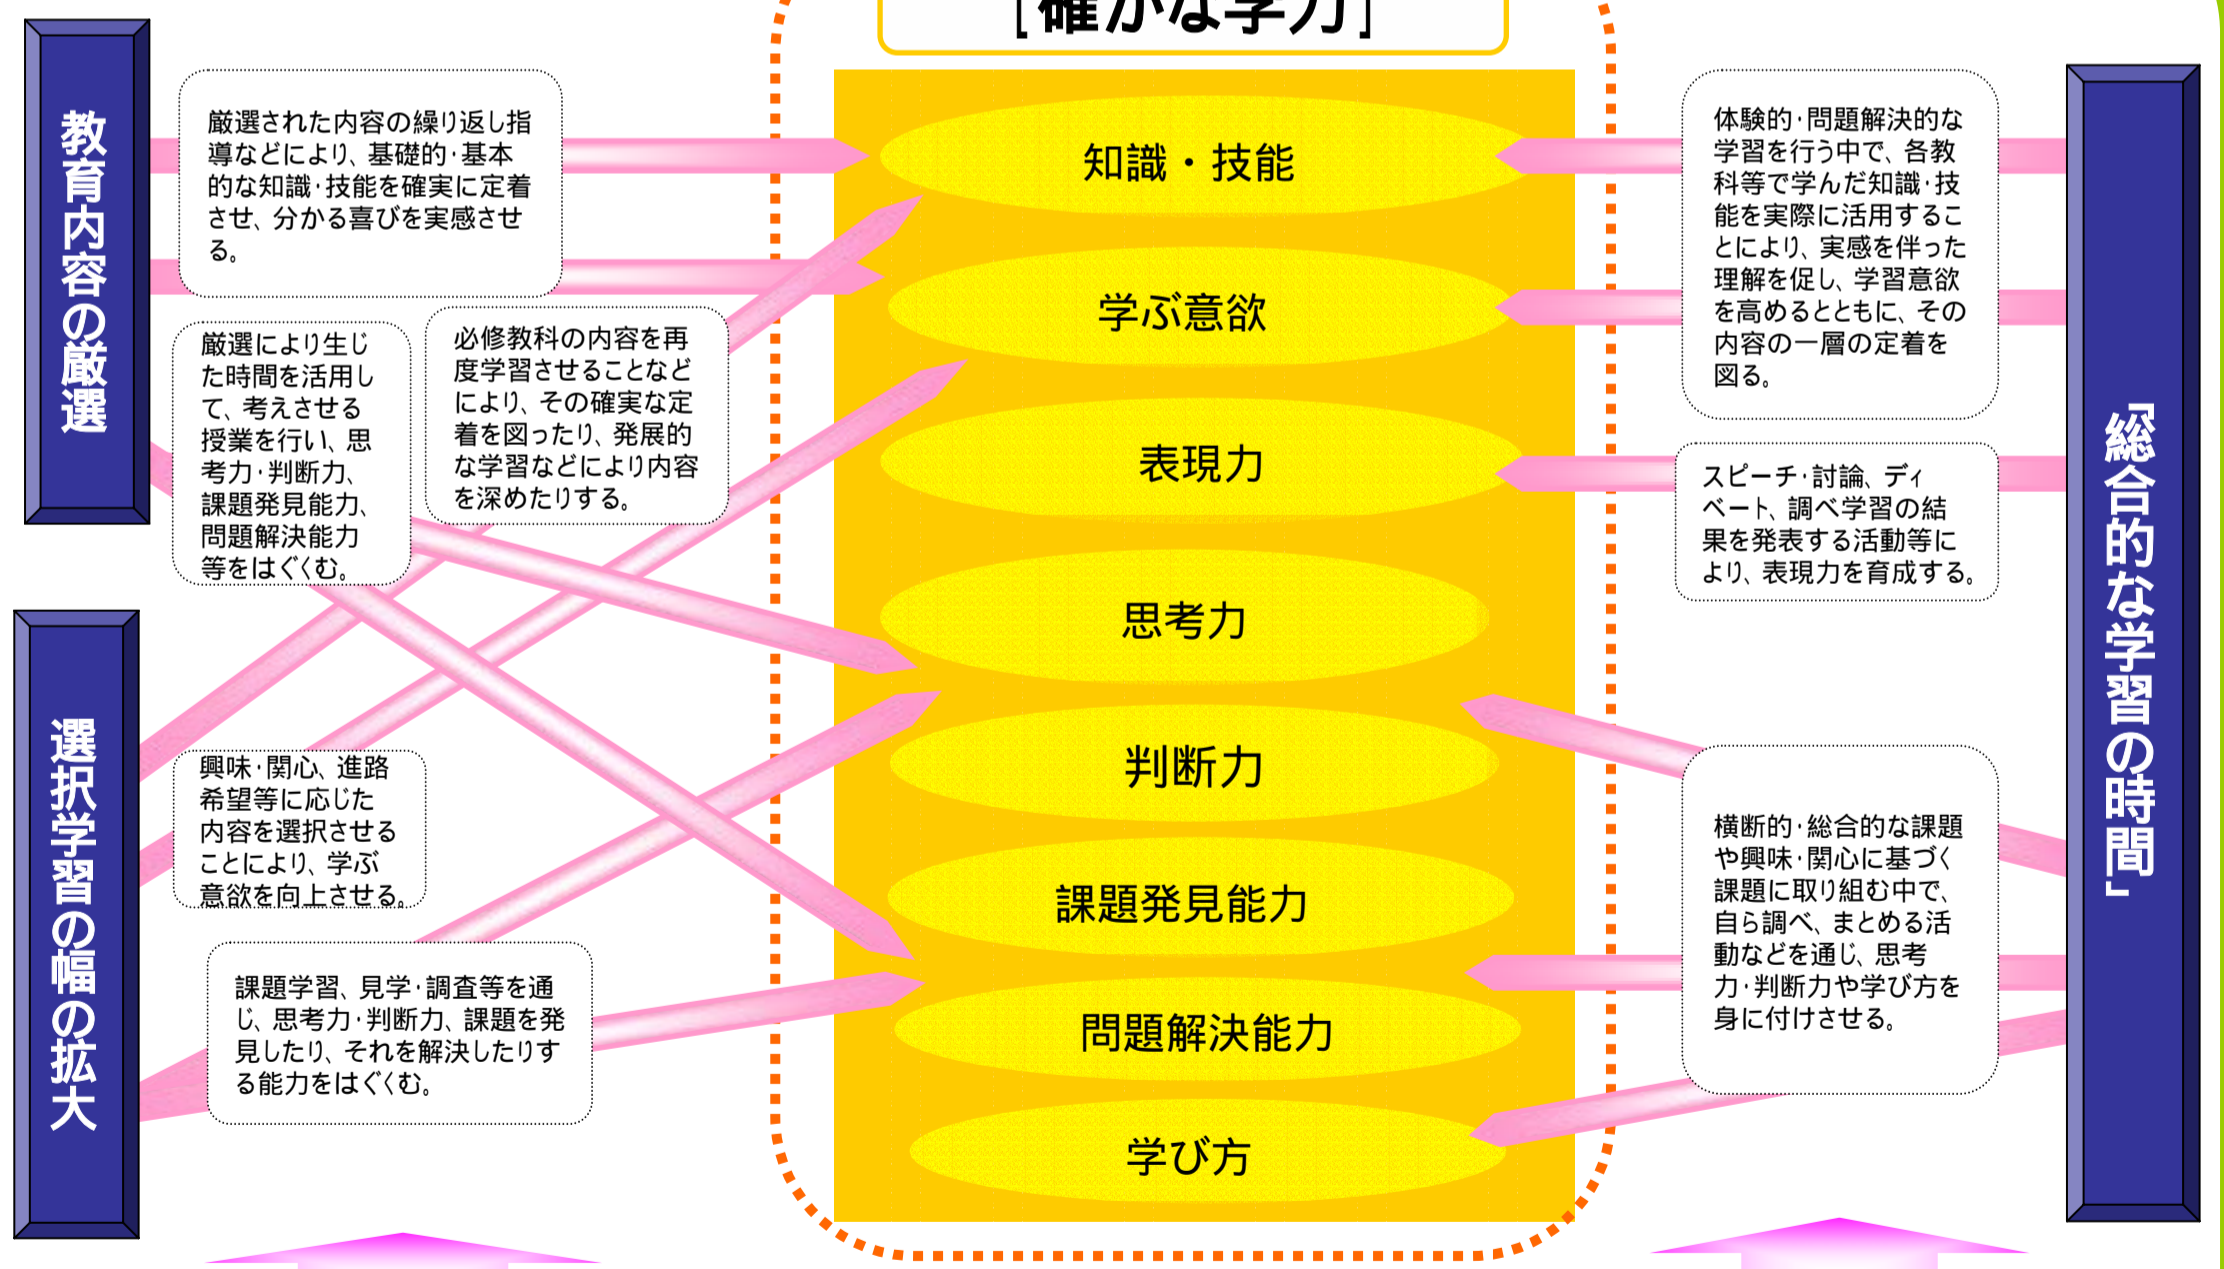 [確かな学力]
教育内容の厳選
厳選された内容の繰り返し指
導などにより、基礎的・基本
的な知識・技能を確実に定着
させ、分かる喜びを実感させ
る。
厳選により生じ
た時間を活用し
て、考えさせる
授業を行い、思
考力・判断力、
課題発見能力、
問題解決能力
等をはぐくむ。
必修教科の内容を再
度学習させることなど
により、その確実な定
着を図ったり、発展的
な学習などにより内容
を深めたりする。
選択学習の幅の拡大
興味・関心、進路
希望等に応じた
内容を選択させる
ことにより、学ぶ
意欲を向上させる。
課題学習、見学・調査等を通
じ、思考力・判断力、課題を発
見したり、それを解決したりす
る能力をはぐくむ。
知識・技能
学ぶ意欲
表現力
思考力
判断力
課題発見能力
問題解決能力
学び方
体験的・問題解決的な
学習を行う中で、各教
科等で学んだ知識・技
能を実際に活用するこ
とにより、実感を伴った
理解を促し、学習意欲
を高めるとともに、その
内容の一層の定着を
図る。
スピーチ・討論、ディ
ベート、調べ学習の結
果を発表する活動等に
より、表現力を育成する。
横断的・総合的な課題
や興味・関心に基づく
課題に取り組む中で、
自ら調べ、まとめる活
動などを通じ、思考
力・判断力や学び方を
身に付けさせる。
「総合的な学習の時間」